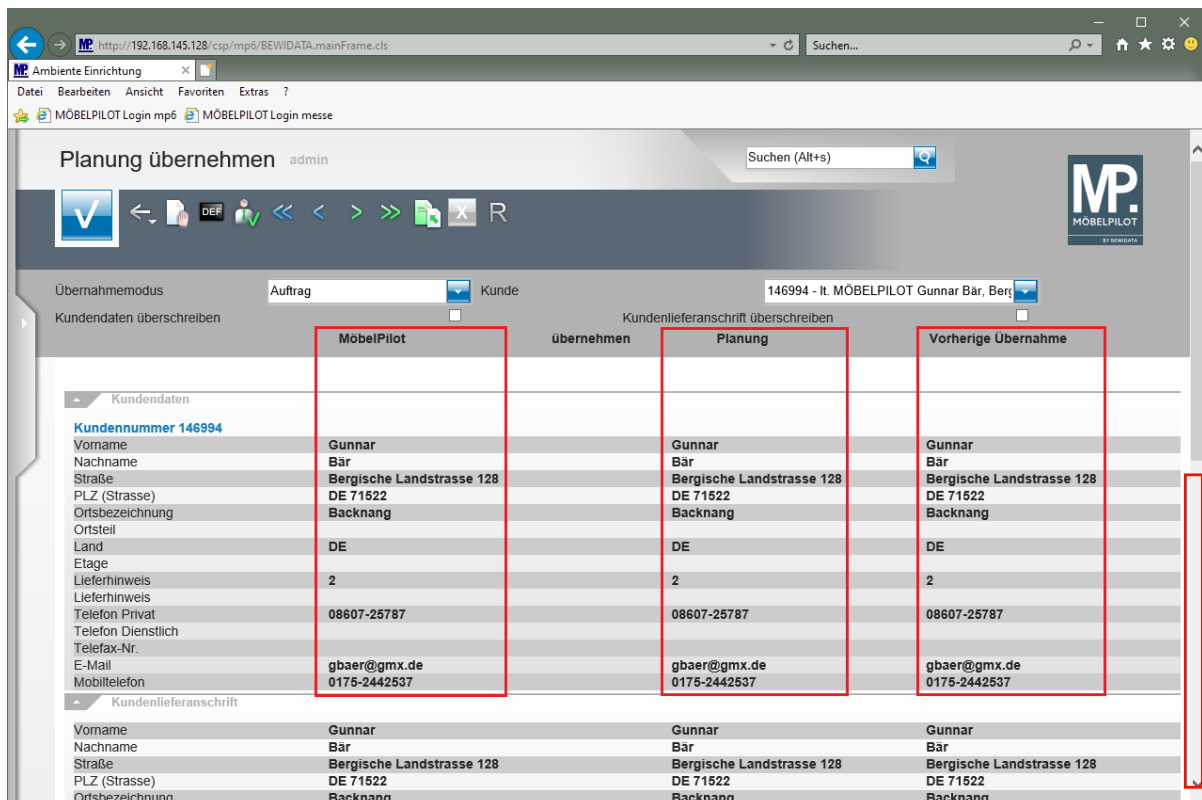 http://192.168.145.128/csp/mp6/BEWIDATA.mainFrame.cls Suchen...
MP. Ambiente Einrichtung
Datei Bearbeiten Ansicht Favoriten Extras ?
MÖBELPILOT Login mp6 MÖBELPILOT Login messe
Planung übernehmen admin Suchen (Alt+s)
MP.
MÖBELPILOT
BY BEWIDATA
DEF X R
Übernahmemodus Auftrag Kunde 146994 - lt. MÖBELPILOT Gunnar Bär, Berg
Kundendaten überschreiben Kundenlieferanschrift überschreiben
MöbelPilot übernehmen Planung Vorherige Übernahme
Kundendaten
Kundennummer 146994
Vorname Gunnar Gunnar Gunnar
Nachname Bär Bär Bär
Straße Bergische Landstrasse 128 Bergische Landstrasse 128 Bergische Landstrasse 128
PLZ (Strasse) DE 71522 DE 71522 DE 71522
Ortsbezeichnung Backnang Backnang Backnang
Ortsteil
Land DE DE DE
Etage
Lieferhinweis 2 2 2
Lieferhinweis
Telefon Privat 08607-25787 08607-25787 08607-25787
Telefon Dienstlich
Telefax-Nr.
E-Mail gbaer@gmx.de gbaer@gmx.de gbaer@gmx.de
Mobiltelefon 0175-2442537 0175-2442537 0175-2442537
Kundenlieferanschrift
Vorname Gunnar Gunnar Gunnar
Nachname Bär Bär Bär
Straße Bergische Landstrasse 128 Bergische Landstrasse 128 Bergische Landstrasse 128
PLZ (Strasse) DE 71522 DE 71522 DE 71522
Ortsbezeichnung Backnang Backnang Backnang